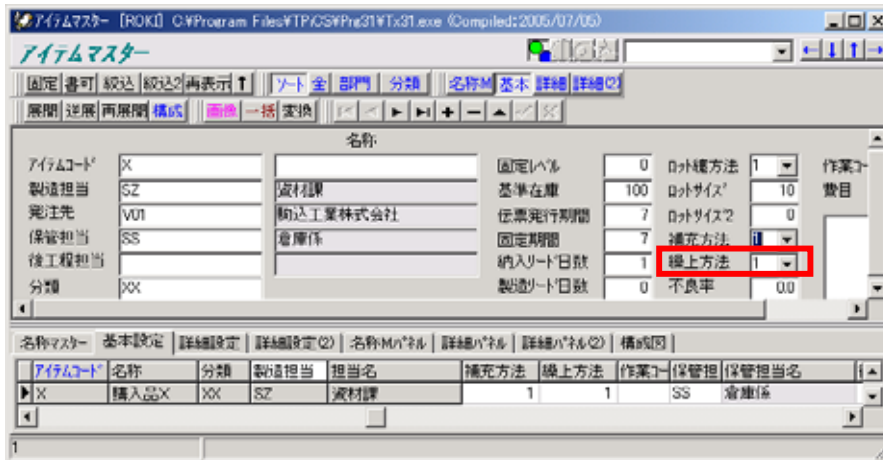 アイテムマスター [ROKI] C:¥Program Files¥TPiCS¥Prg31¥Tx31.exe (Compiled:2005/07/05)
アイテムマスター
固定 書可 絞込 絞込2 再表示 ↑ ソート 全 部門 分類 名称M 基本 詳細 詳細(2)
展開 逆展 再展開 構成 画像 一括 変換
名称
アイテムコード X 固定レベル 0 ロット纏方法 1 作業コー
製造担当 SZ 資材課 基準在庫 100 ロットサイズ 10 費目
発注先 V01 駒込工業株式会社 伝票発行期間 7 ロットサイズ2 0
保管担当 SS 倉庫係 固定期間 7 補充方法 1
後工程担当 納入リード日数 1 繰上方法 1
分類 XX 製造リード日数 0 不良率 0.0
名称マスター 基本設定 詳細設定 詳細設定(2) 名称Mパネル 詳細パネル 詳細パネル(2) 構成図
アイテムコード 名称 分類 製造担当 担当名 補充方法 繰上方法 作業コー 保管担 保管担当名
X 購入品X XX SZ 資材課 1 1 SS 倉庫係
1